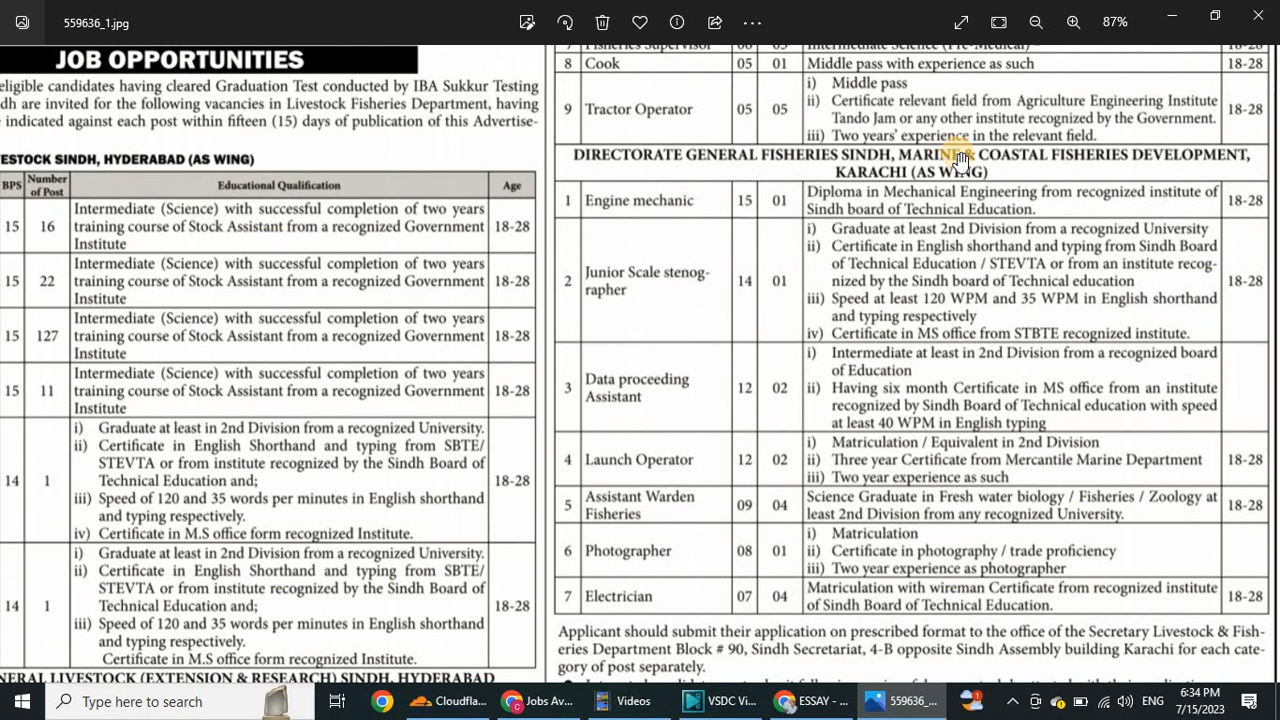 559636_1.jpg
87%
JOB OPPORTUNITIES
eligible candidates having cleared Graduation Test conducted by IBA Sukkur Testing
dh are invited for the following vacancies in Livestock Fisheries Department, having
indicated against each post within fifteen (15) days of publication of this Advertise-
ESTOCK SINDH, HYDERABAD (AS WING)
BPS Number of Post Educational Qualification Age
15 16 Intermediate (Science) with successful completion of two years 18-28
training course of Stock Assistant from a recognized Government
Institute
15 22 Intermediate (Science) with successful completion of two years 18-28
training course of Stock Assistant from a recognized Government
Institute
15 127 Intermediate (Science) with successful completion of two years 18-28
training course of Stock Assistant from a recognized Government
Institute
15 11 Intermediate (Science) with successful completion of two years 18-28
training course of Stock Assistant from a recognized Government
Institute
14 1 i) Graduate at least in 2nd Division from a recognized University. 18-28
ii) Certificate in English Shorthand and typing from SBTE/
STEVTA or from institute recognized by the Sindh Board of
Technical Education and;
iii) Speed of 120 and 35 words per minutes in English shorthand
and typing respectively.
iv) Certificate in M.S office form recognized Institute.
14 1 i) Graduate at least in 2nd Division from a recognized University. 18-28
ii) Certificate in English Shorthand and typing from SBTE/
STEVTA or from institute recognized by the Sindh Board of
Technical Education and;
iii) Speed of 120 and 35 words per minutes in English shorthand
and typing respectively.
Certificate in M.S office form recognized Institute.
ENERAL LIVESTOCK (EXTENSION & RESEARCH) SINDH, HYDERABAD
7 Fisheries Supervisor 06 05 Intermediate Science (Pre-Medical) 18-28
8 Cook 05 01 Middle pass with experience as such 18-28
9 Tractor Operator 05 05 i) Middle pass 18-28
ii) Certificate relevant field from Agriculture Engineering Institute
Tando Jam or any other institute recognized by the Government.
iii) Two years' experience in the relevant field.
DIRECTORATE GENERAL FISHERIES SINDH, MARINE & COASTAL FISHERIES DEVELOPMENT,
KARACHI (AS WING)
1 Engine mechanic 15 01 Diploma in Mechanical Engineering from recognized institute of 18-28
Sindh board of Technical Education.
2 Junior Scale stenog- 14 01 i) Graduate at least 2nd Division from a recognized University 18-28
rapher
ii) Certificate in English shorthand and typing from Sindh Board
of Technical Education / STEVTA or from an institute recog-
nized by the Sindh board of Technical education
iii) Speed at least 120 WPM and 35 WPM in English shorthand
and typing respectively
iv) Certificate in MS office from STBTE recognized institute.
3 Data proceeding 12 02 i) Intermediate at least in 2nd Division from a recognized board
Assistant of Education
ii) Having six month Certificate in MS office from an institute
recognized by Sindh Board of Technical education with speed
at least 40 WPM in English typing
4 Launch Operator 12 02 i) Matriculation / Equivalent in 2nd Division 18-28
ii) Three year Certificate from Mercantile Marine Department
iii) Two year experience as such
5 Assistant Warden 09 04 Science Graduate in Fresh water biology / Fisheries / Zoology at 18-28
Fisheries least 2nd Division from any recognized University.
6 Photographer 08 01 i) Matriculation
ii) Certificate in photography / trade proficiency
iii) Two year experience as photographer
7 Electrician 07 04 Matriculation with wireman Certificate from recognized institute 18-28
of Sindh Board of Technical Education.
Applicant should submit their application on prescribed format to the office of the Secretary Livestock & Fish-
eries Department Block # 90, Sindh Secretariat, 4-B opposite Sindh Assembly building Karachi for each cate-
gory of post separately.
Type here to search
Cloudfla...
Jobs Av...
Videos
VSDC Vi...
ESSAY - ...
559636_...
1
ENG
6:34 PM
7/15/2023